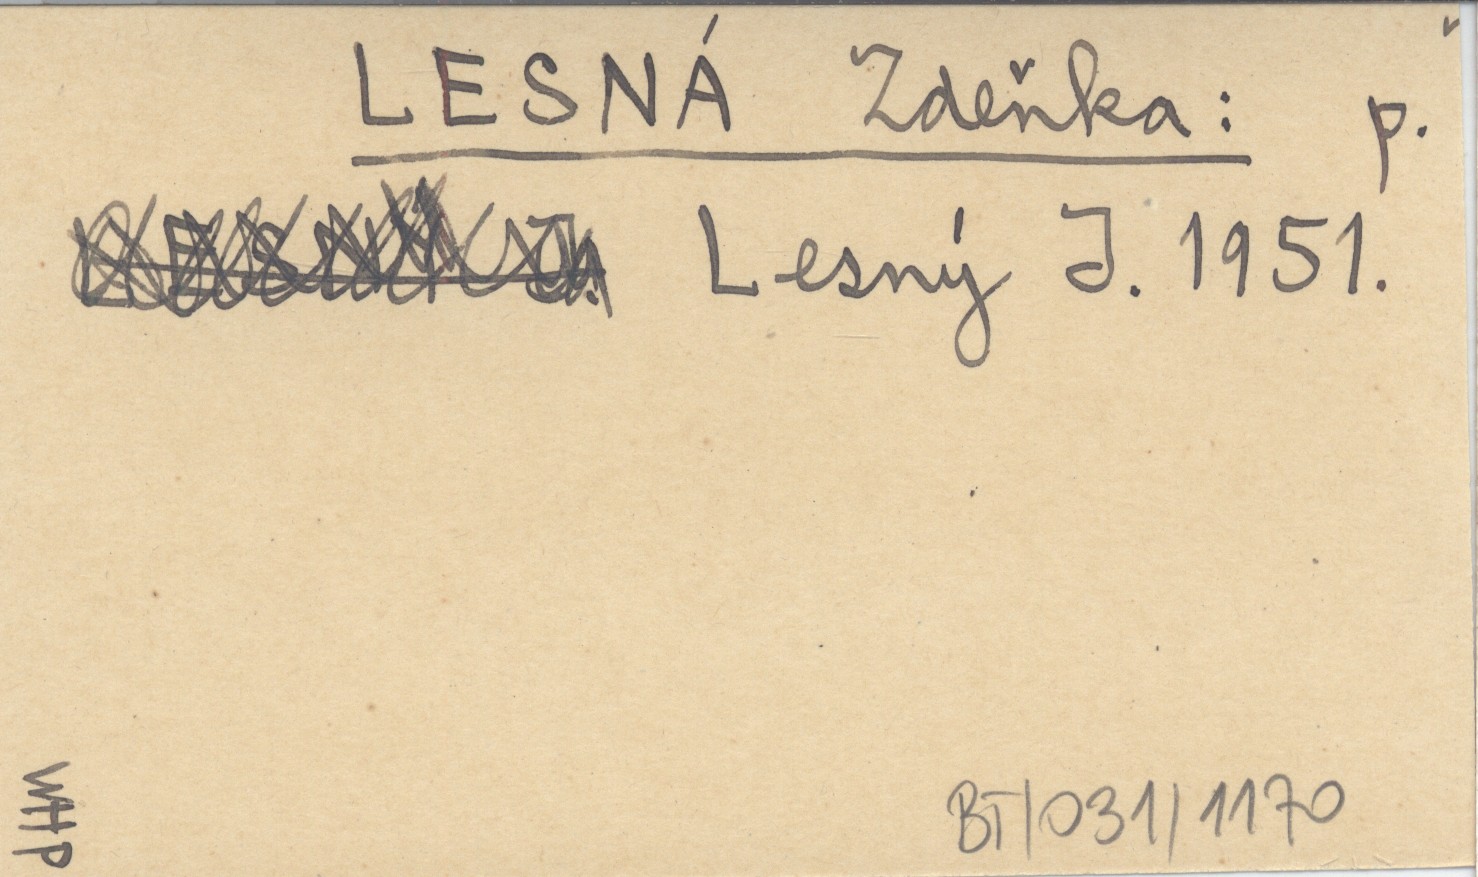 LESNÁ Zdeňka: p.
Lesný J. 1951.
BT/031/1170
WHP